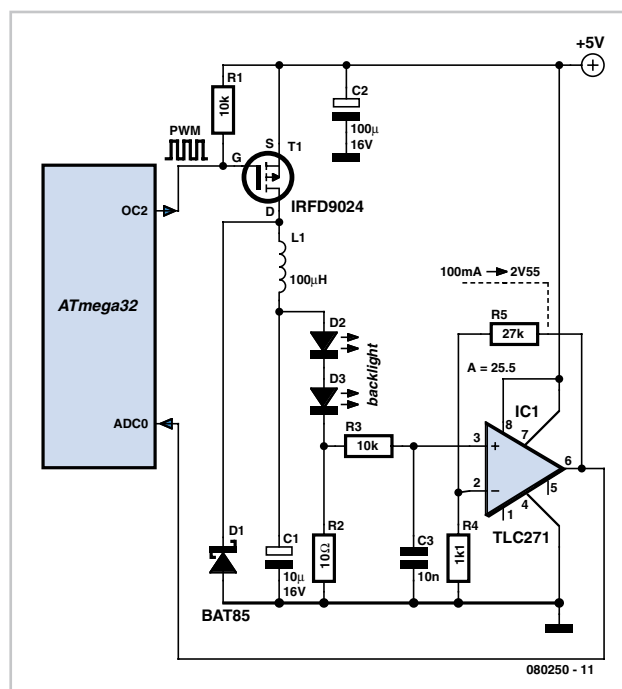 +5V
R1
10k
C2
100µ
16V
PWM
S
T1
G
IRFD9024
D
OC2
L1
100µH
ATmega32
100mA → 2V55
R5
27k
D2
D3
backlight
A = 25.5
IC1
ADC0
R3
10k
8
7
3
+
6
2
−
5
4
1
TLC271
D1
BAT85
C1
10µ
16V
R2
10Ω
C3
10n
R4
1k1
080250 - 11